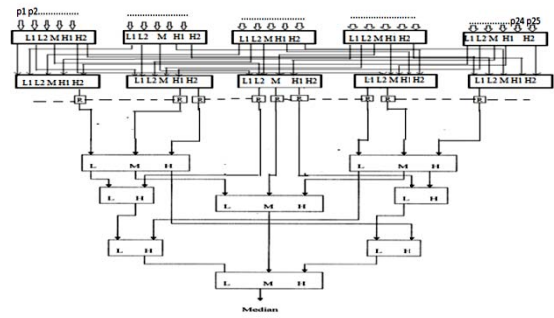 p1 p2................ .................... .................... .................... ................p24 p25
L1 L2 M H1 H2 L1 L2 M H1 H2 L1 L2 M H1 H2 L1 L2 M H1 H2 L1 L2 M H1 H2
L1 L2 M H1 H2 L1 L2 M H1 H2 L1 L2 M H1 H2 L1 L2 M H1 H2 L1 L2 M H1 H2
R R R R R R R R R
L M H L M H
L H L M H L H
L H L H
L M H
Median